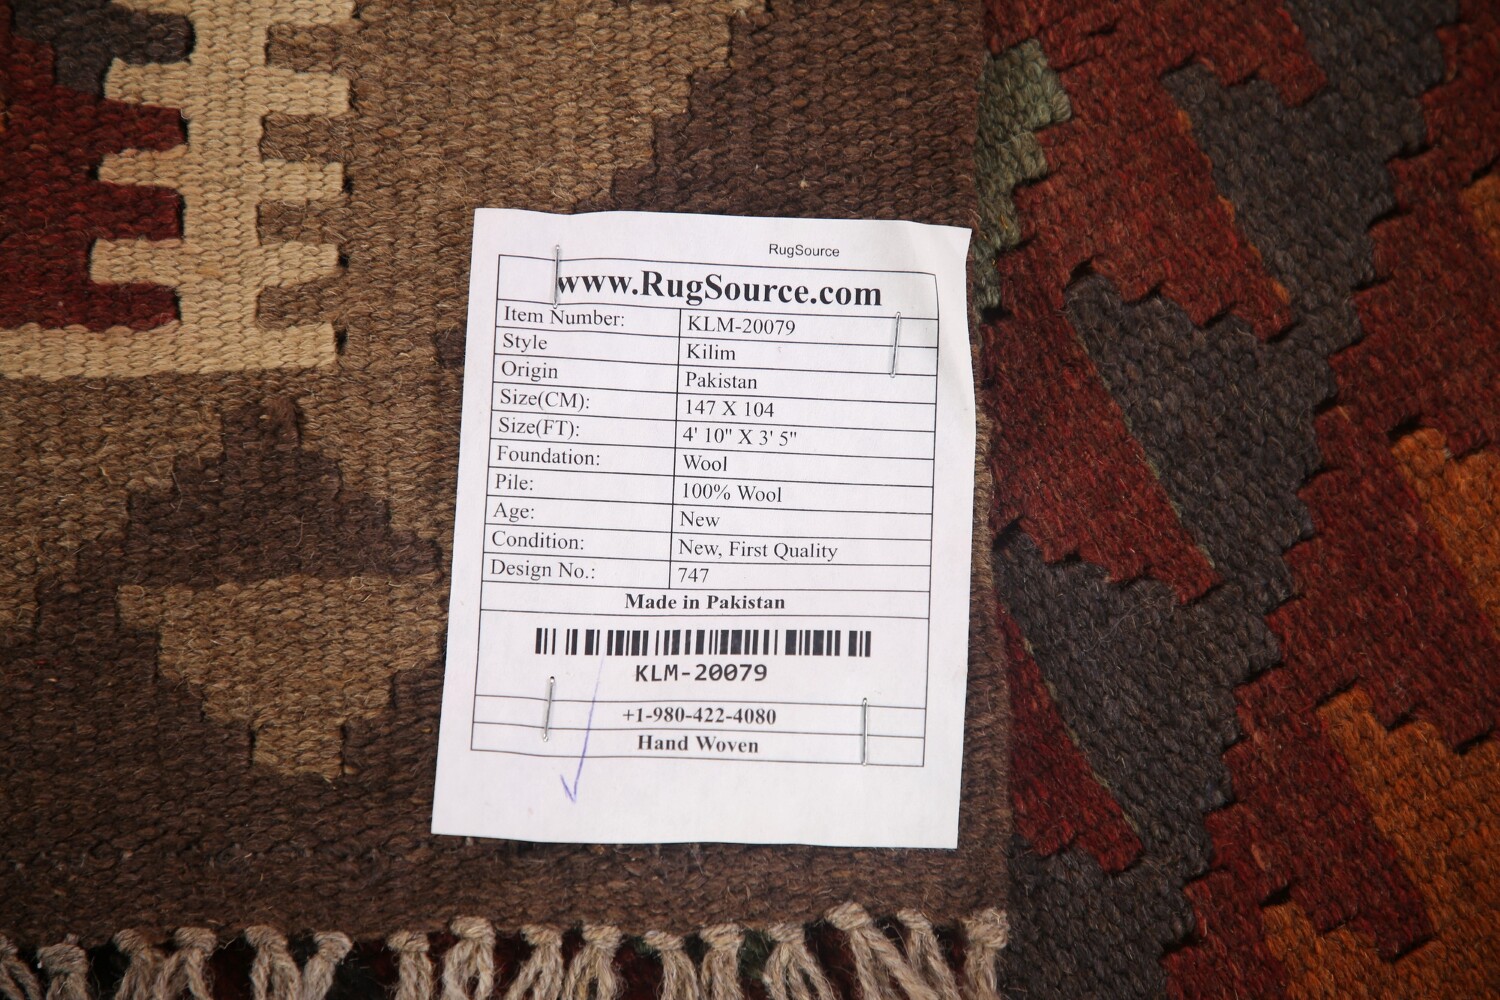 RugSource
www.RugSource.com
Item Number: KLM-20079
Style Kilim
Origin Pakistan
Size(CM): 147 X 104
Size(FT): 4' 10" X 3' 5"
Foundation: Wool
Pile: 100% Wool
Age: New
Condition: New, First Quality
Design No.: 747
Made in Pakistan
KLM-20079
+1-980-422-4080
Hand Woven